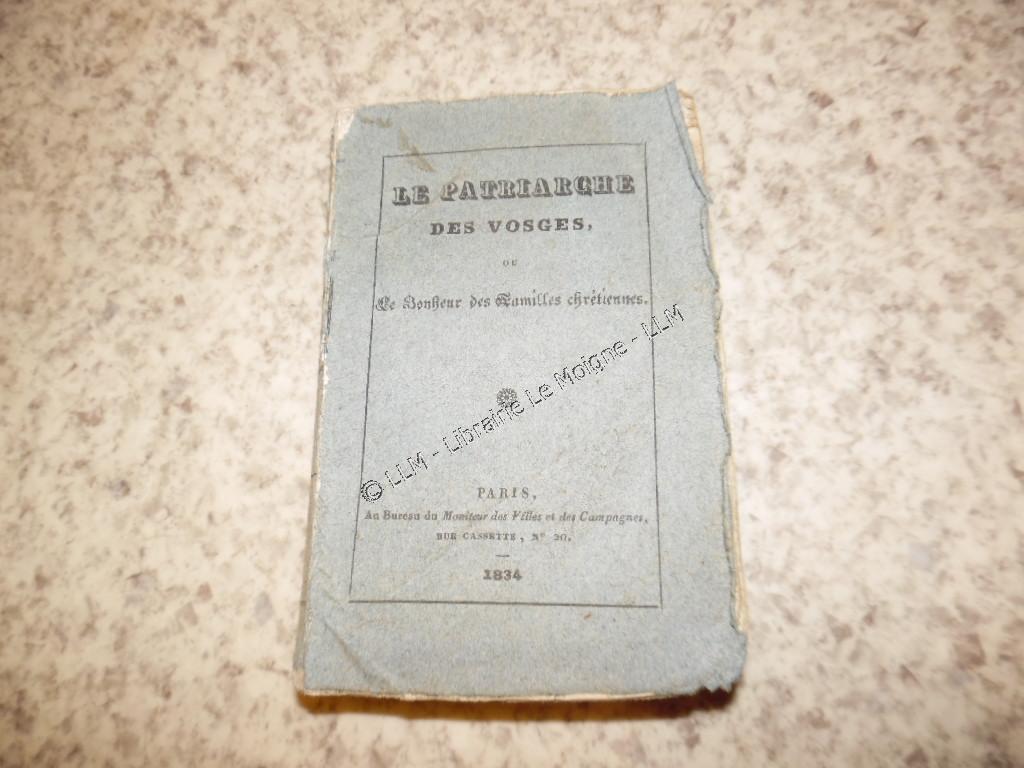 LE PATRIARCHE
DES VOSGES,
OU
Le Bonheur des Familles chrétiennes.
© LLM - Librairie Le Moigne - LLM
PARIS,
Au Bureau du Moniteur des Villes et des Campagnes,
RUE CASSETTE, N° 20.
1834